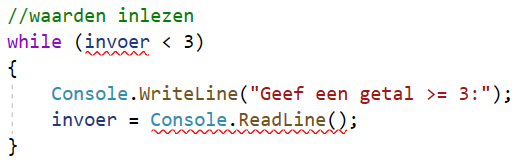 //waarden inlezen
while (invoer < 3)
{
    Console.WriteLine("Geef een getal >= 3:");
    invoer = Console.ReadLine();
}